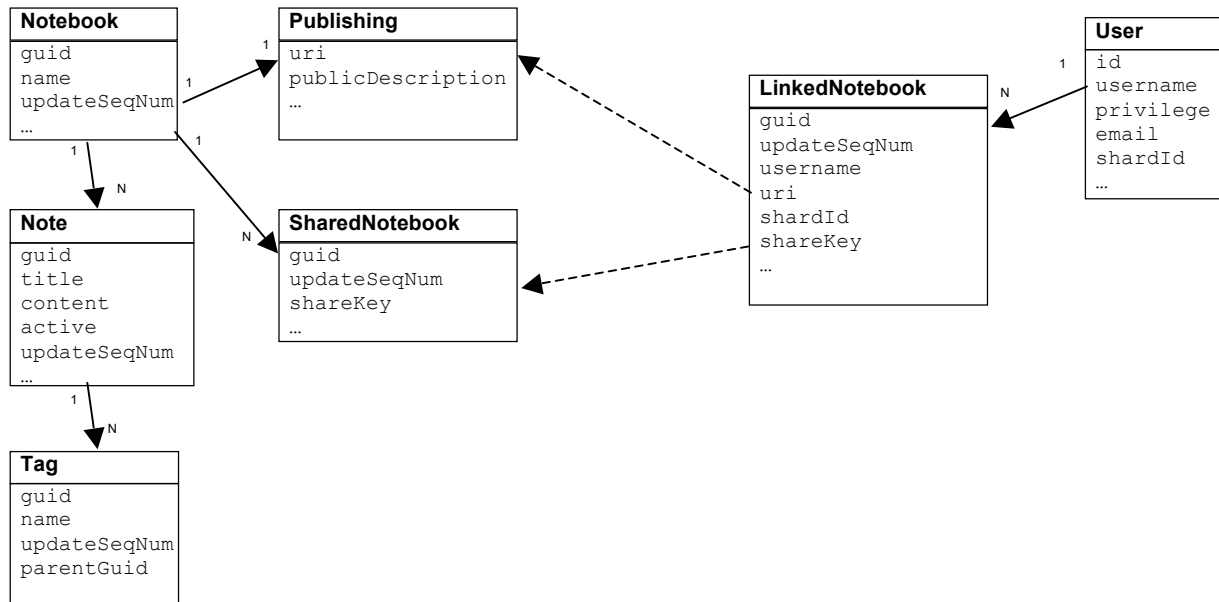 Notebook
guid
name
updateSeqNum
…
1
1
1
1
N
N
Publishing
uri
publicDescription
…
LinkedNotebook
guid
updateSeqNum
username
uri
shardId
shareKey
…
N
1
User
id
username
privilege
email
shardId
…
Note
guid
title
content
active
updateSeqNum
…
SharedNotebook
guid
updateSeqNum
shareKey
…
1
N
Tag
guid
name
updateSeqNum
parentGuid